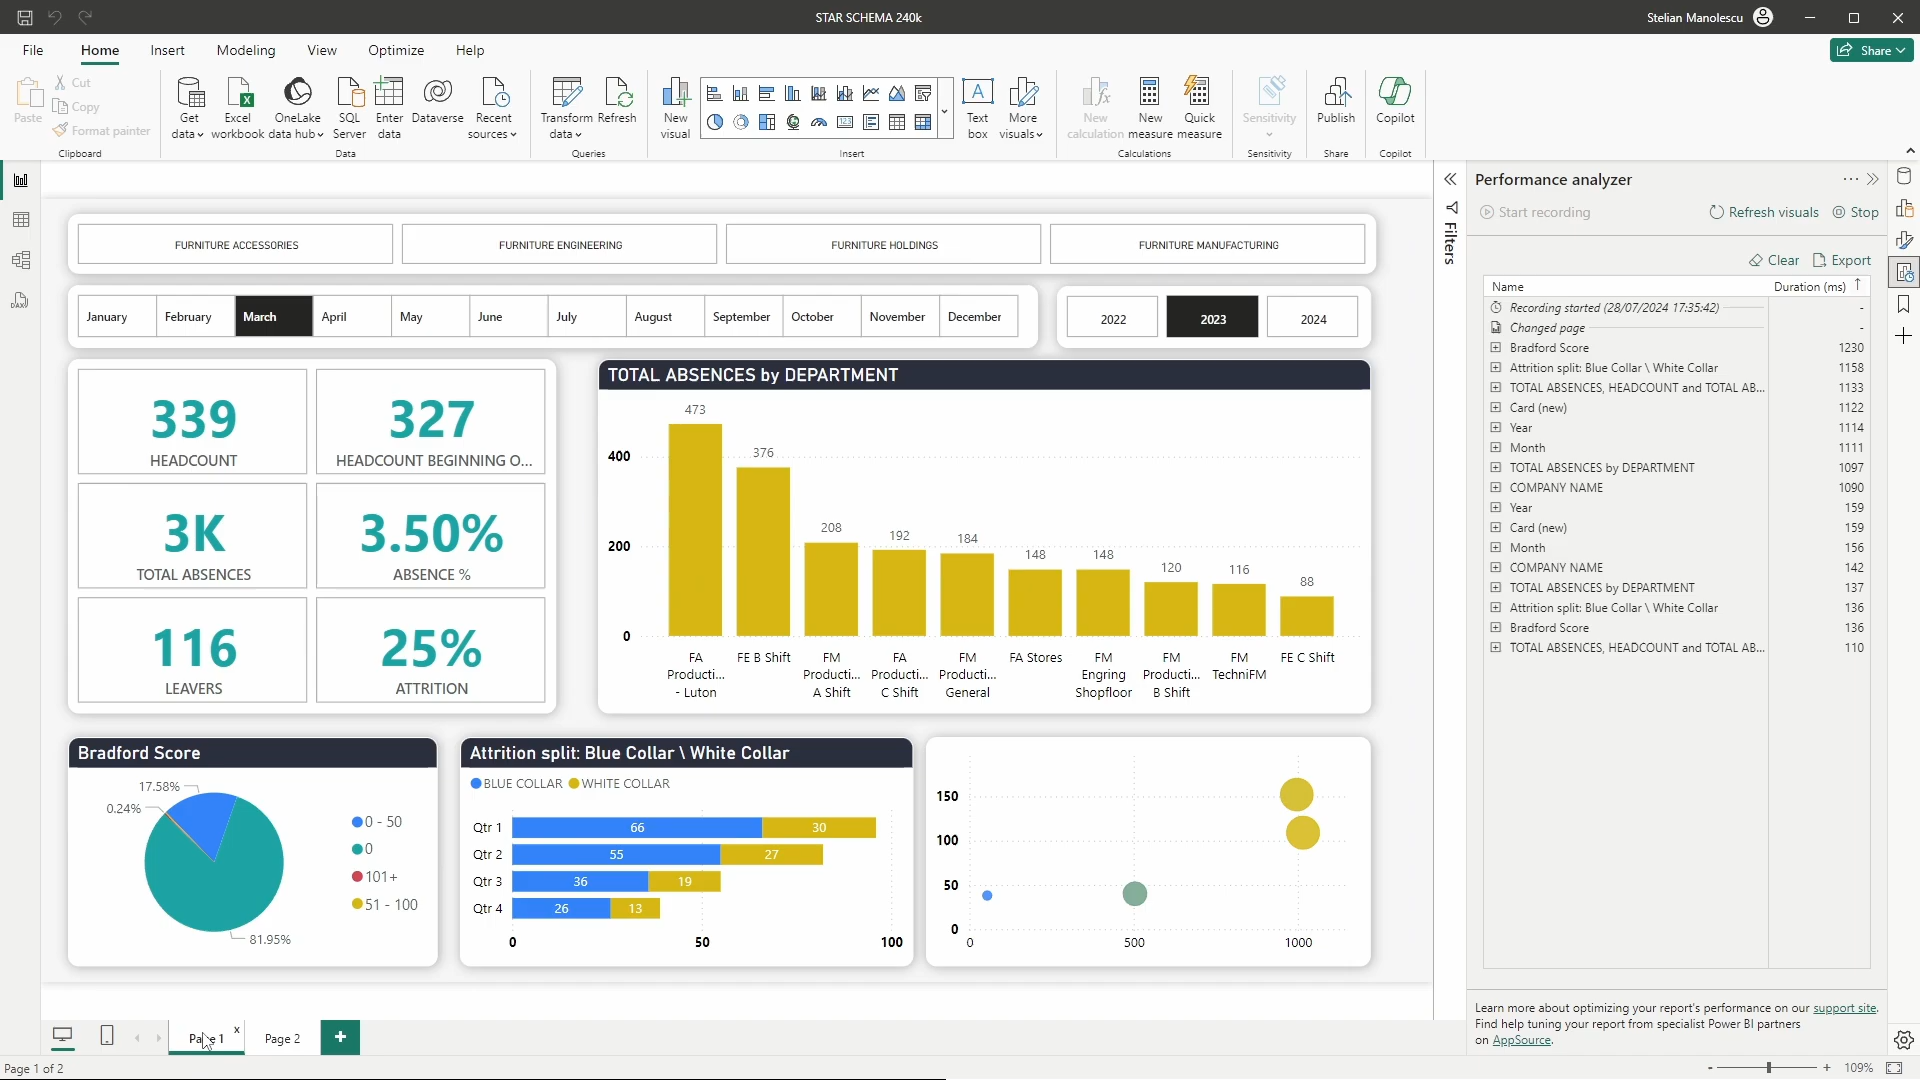 STAR SCHEMA 240k
Stelian Manolescu
File Home Insert Modeling View Optimize Help
Share
Paste
Cut
Copy
Format painter
Clipboard
Get data
Excel workbook
OneLake data hub
SQL Server
Enter data
Dataverse
Recent sources
Data
Transform data
Refresh
Queries
New visual
Text box
More visuals
Insert
New calculation
New measure
Quick measure
Calculations
Sensitivity
Sensitivity
Publish
Share
Copilot
Copilot
FURNITURE ACCESSORIES
FURNITURE ENGINEERING
FURNITURE HOLDINGS
FURNITURE MANUFACTURING
January February March April May June July August September October November December
2022 2023 2024
339
HEADCOUNT
327
HEADCOUNT BEGINNING O...
3K
TOTAL ABSENCES
3.50%
ABSENCE %
116
LEAVERS
25%
ATTRITION
TOTAL ABSENCES by DEPARTMENT
400
200
0
473
376
208
192
184
148
148
120
116
88
FA Producti... - Luton
FE B Shift
FM Producti... A Shift
FA Producti... C Shift
FM Producti... General
FA Stores
FM Engring Shopfloor
FM Producti... B Shift
FM TechniFM
FE C Shift
Bradford Score
17.58%
0.24%
81.95%
0 - 50
0
101+
51 - 100
Attrition split: Blue Collar \ White Collar
BLUE COLLAR WHITE COLLAR
Qtr 1 66 30
Qtr 2 55 27
Qtr 3 36 19
Qtr 4 26 13
0 50 100
150
100
50
0
0 500 1000
Filters
Performance analyzer
Start recording
Refresh visuals
Stop
Clear
Export
Name Duration (ms)
Recording started (28/07/2024 17:35:42) -
Changed page -
Bradford Score 1230
Attrition split: Blue Collar \ White Collar 1158
TOTAL ABSENCES, HEADCOUNT and TOTAL AB... 1133
Card (new) 1122
Year 1114
Month 1111
TOTAL ABSENCES by DEPARTMENT 1097
COMPANY NAME 1090
Year 159
Card (new) 159
Month 156
COMPANY NAME 142
TOTAL ABSENCES by DEPARTMENT 137
Attrition split: Blue Collar \ White Collar 136
Bradford Score 136
TOTAL ABSENCES, HEADCOUNT and TOTAL AB... 110
Learn more about optimizing your report's performance on our support site.
Find help tuning your report from specialist Power BI partners
on AppSource.
Page 1
Page 2
Page 1 of 2
109%